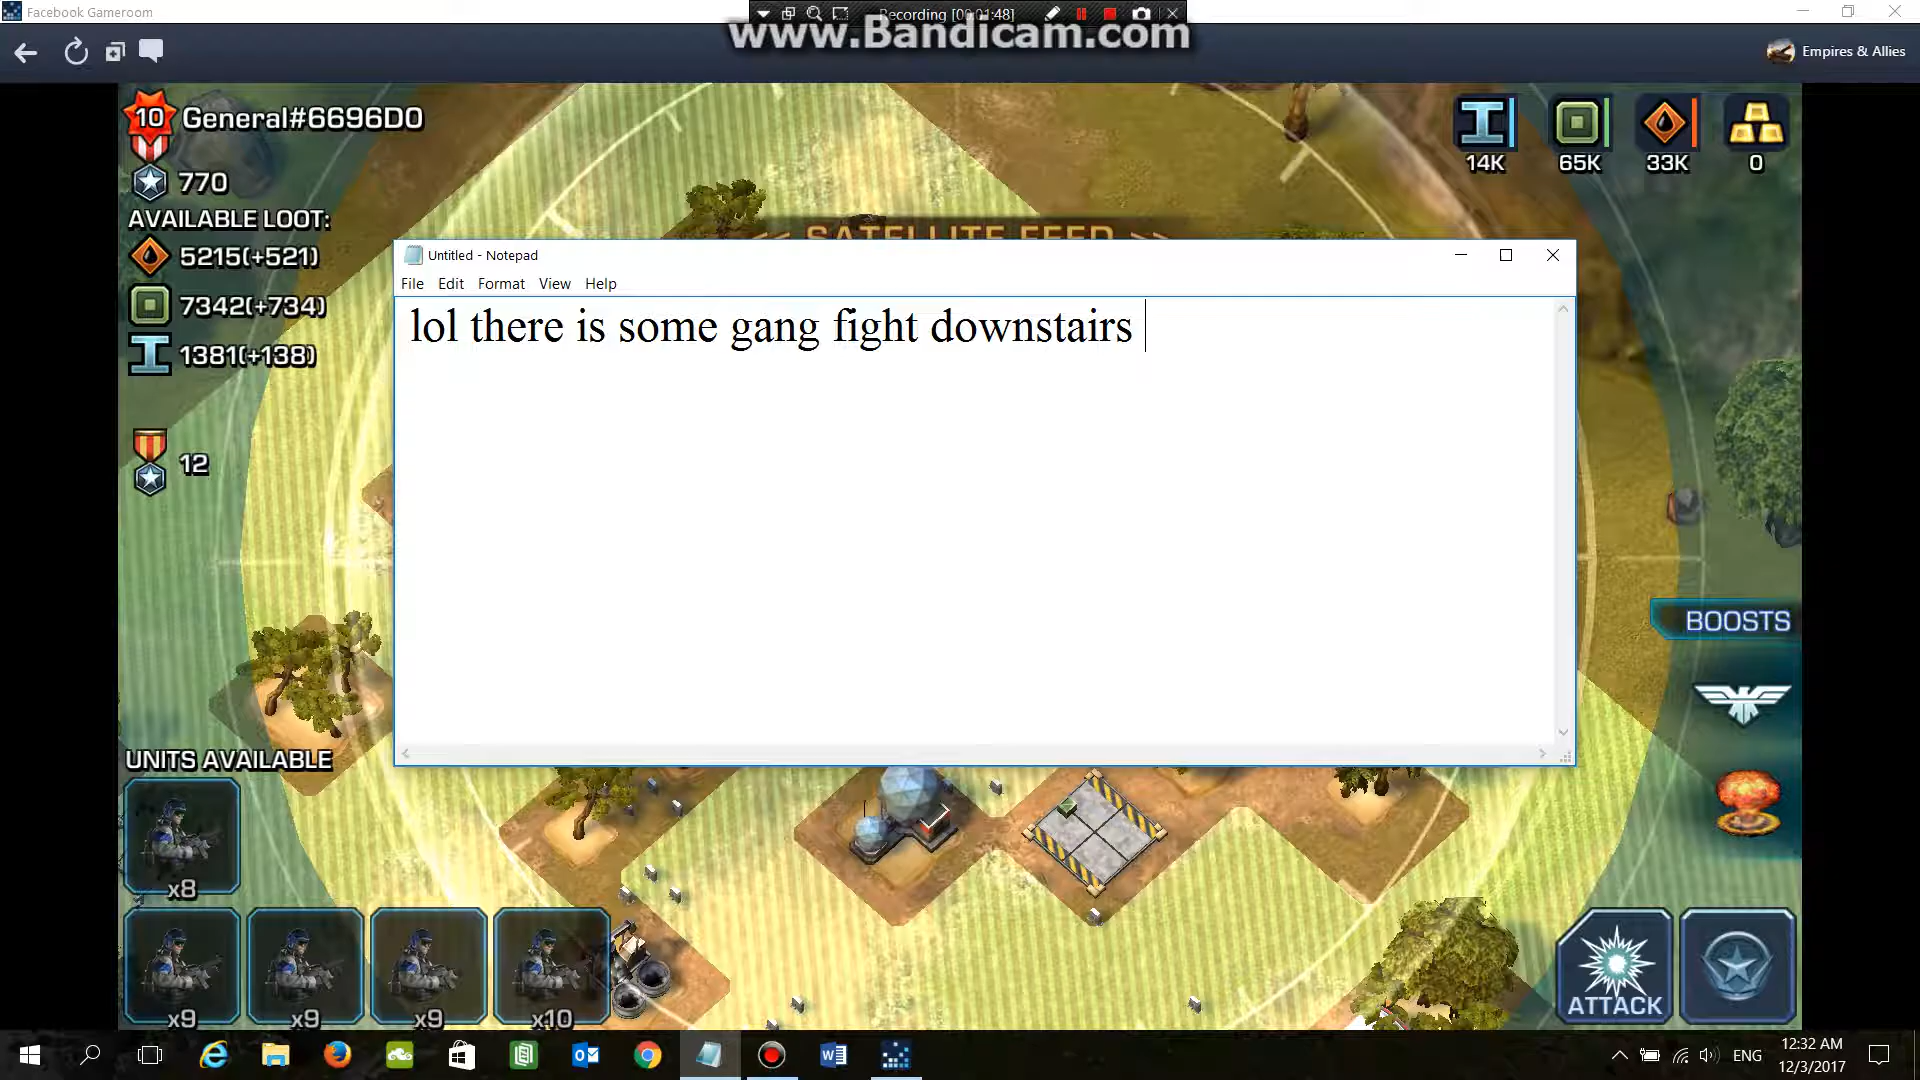 Facebook Gameroom
Recording [00:01:48]
www.Bandicam.com
Empires & Allies
10 General#6696D0
770
AVAILABLE LOOT:
5215(+521)
7342(+734)
1381(+138)
12
14K 65K 33K 0
<< SATELLITE FEED >>
Untitled - Notepad
File Edit Format View Help
lol there is some gang fight downstairs
BOOSTS
UNITS AVAILABLE
x8
x9 x9 x9 x10
ATTACK
ENG
12:32 AM
12/3/2017